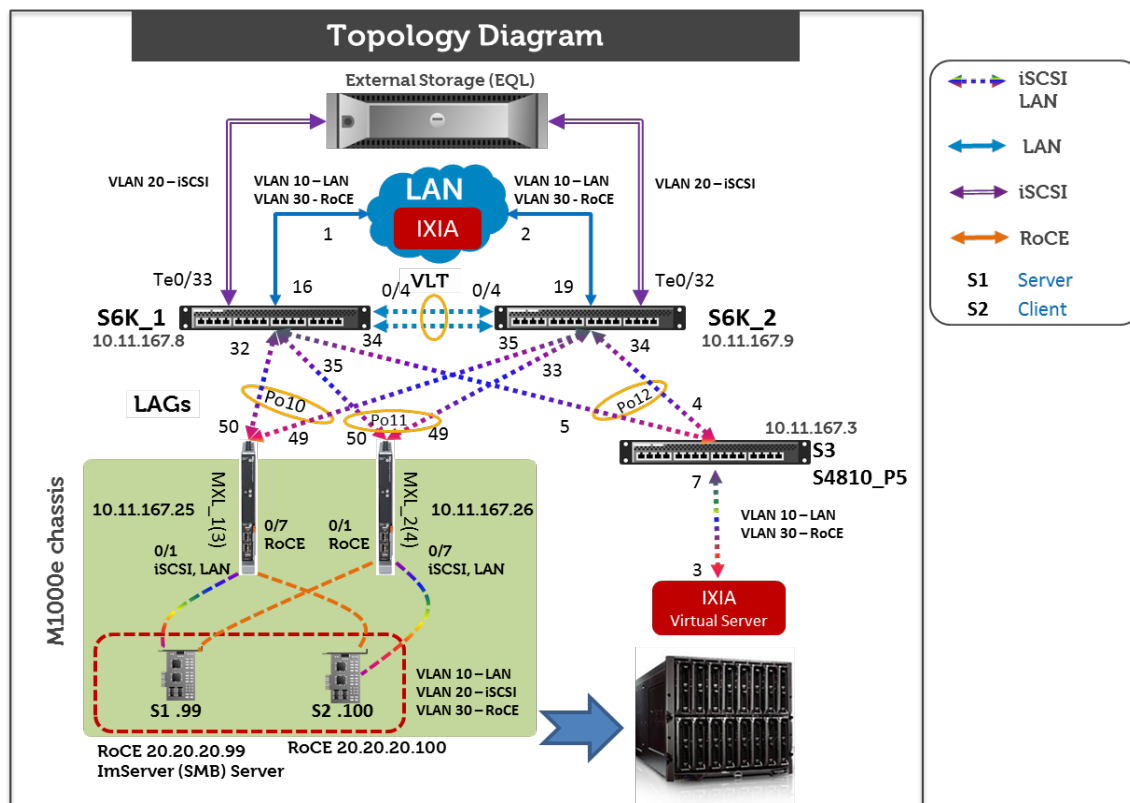 Topology Diagram
External Storage (EQL)
iSCSI
LAN
LAN
iSCSI
RoCE
S1 Server
S2 Client
VLAN 20 – iSCSI
VLAN 10 – LAN
VLAN 30 - RoCE
LAN
IXIA
VLAN 10 – LAN
VLAN 30 - RoCE
VLAN 20 – iSCSI
1
2
Te0/33
16
VLT
0/4
0/4
19
Te0/32
S6K_1
10.11.167.8
S6K_2
10.11.167.9
32
34
35
35
33
34
LAGs
Po10
Po11
Po12
50
49
50
49
5
4
10.11.167.3
S3
S4810_P5
7
VLAN 10 – LAN
VLAN 30 – RoCE
3
IXIA
Virtual Server
M1000e chassis
10.11.167.25
MXL_1(3)
MXL_2(4)
10.11.167.26
0/7
RoCE
0/1
RoCE
0/1
iSCSI, LAN
0/7
iSCSI, LAN
S1 .99
S2 .100
VLAN 10 – LAN
VLAN 20 – iSCSI
VLAN 30 – RoCE
RoCE 20.20.20.99
ImServer (SMB) Server
RoCE 20.20.20.100